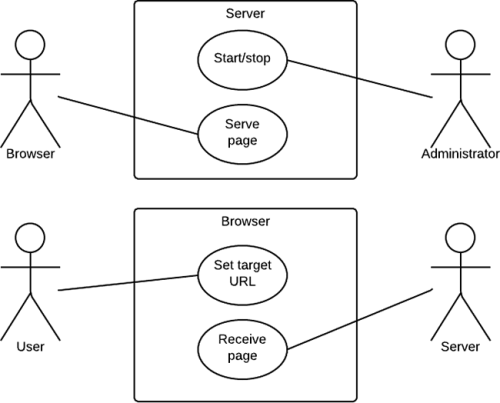 Server
Start/stop
Serve
page
Browser
Administrator
Browser
Set target
URL
Receive
page
User
Server